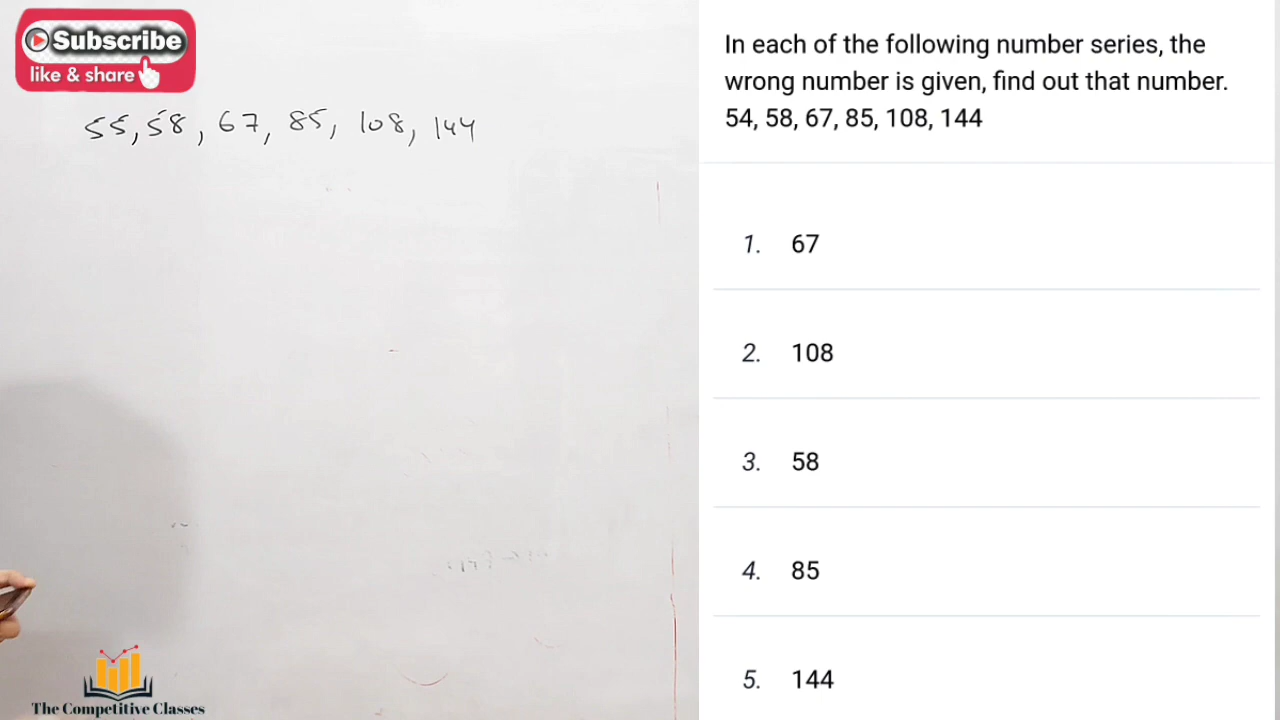 Subscribe
like & share
55, 58, 67, 85, 108, 144
In each of the following number series, the
wrong number is given, find out that number.
54, 58, 67, 85, 108, 144
1. 67
2. 108
3. 58
4. 85
5. 144
The Competitive Classes